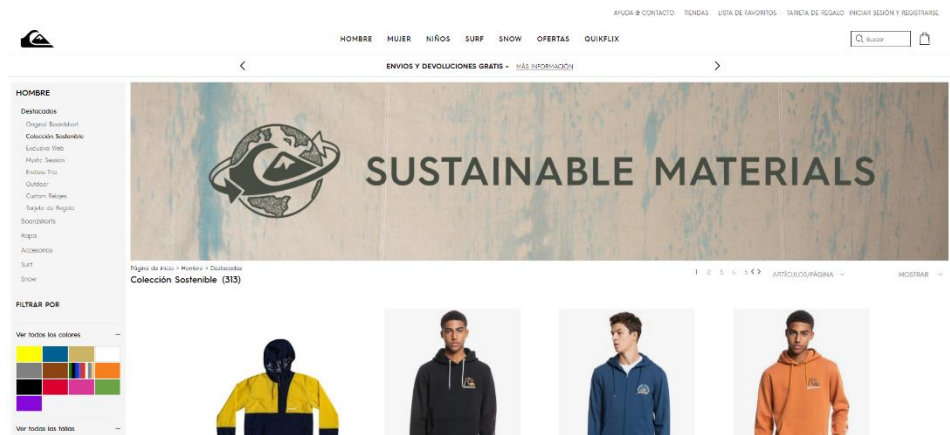 AYUDA & CONTACTO TIENDAS LISTA DE FAVORITOS TARJETA DE REGALO INICIAR SESIÓN Y REGISTRARSE
HOMBRE MUJER NIÑOS SURF SNOW OFERTAS QUIKFLIX
Buscar
ENVIOS Y DEVOLUCIONES GRATIS - MÁS INFORMACIÓN
HOMBRE
Destacados
Original Boardshort
Colección Sostenible
Exclusivo Web
Mystic Session
Endless Trip
Outdoor
Custom Relojes
Tarjeta de Regalo
Boardshorts
Ropa
Accesorios
Surf
Snow
FILTRAR POR
Ver todos los colores
Ver todas las tallas
SUSTAINABLE MATERIALS
Página de inicio > Hombre > Destacados
Colección Sostenible (313)
1 2 3 4 5 < >
ARTÍCULOS/PÁGINA
MOSTRAR